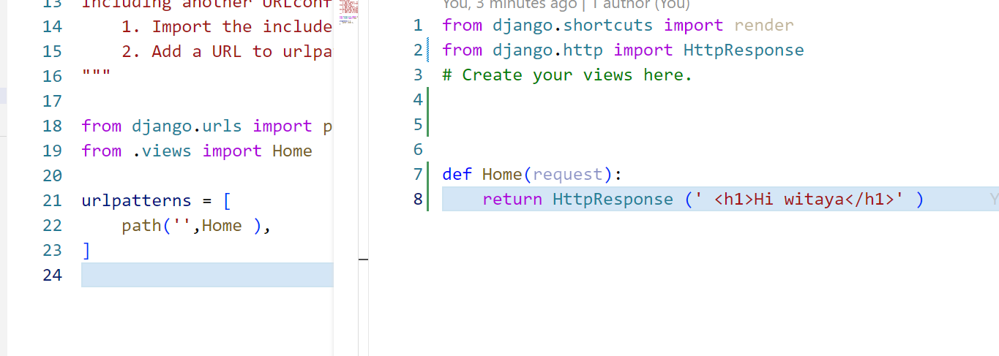 13 Including another URLconf
14 1. Import the include
15 2. Add a URL to urlpa
16 """
17
18 from django.urls import p
19 from .views import Home
20
21 urlpatterns = [
22 path('',Home ),
23 ]
24
You, 3 minutes ago | 1 author (You)
1 from django.shortcuts import render
2 from django.http import HttpResponse
3 # Create your views here.
4
5
6
7 def Home(request):
8 return HttpResponse (' <h1>Hi witaya</h1>' )